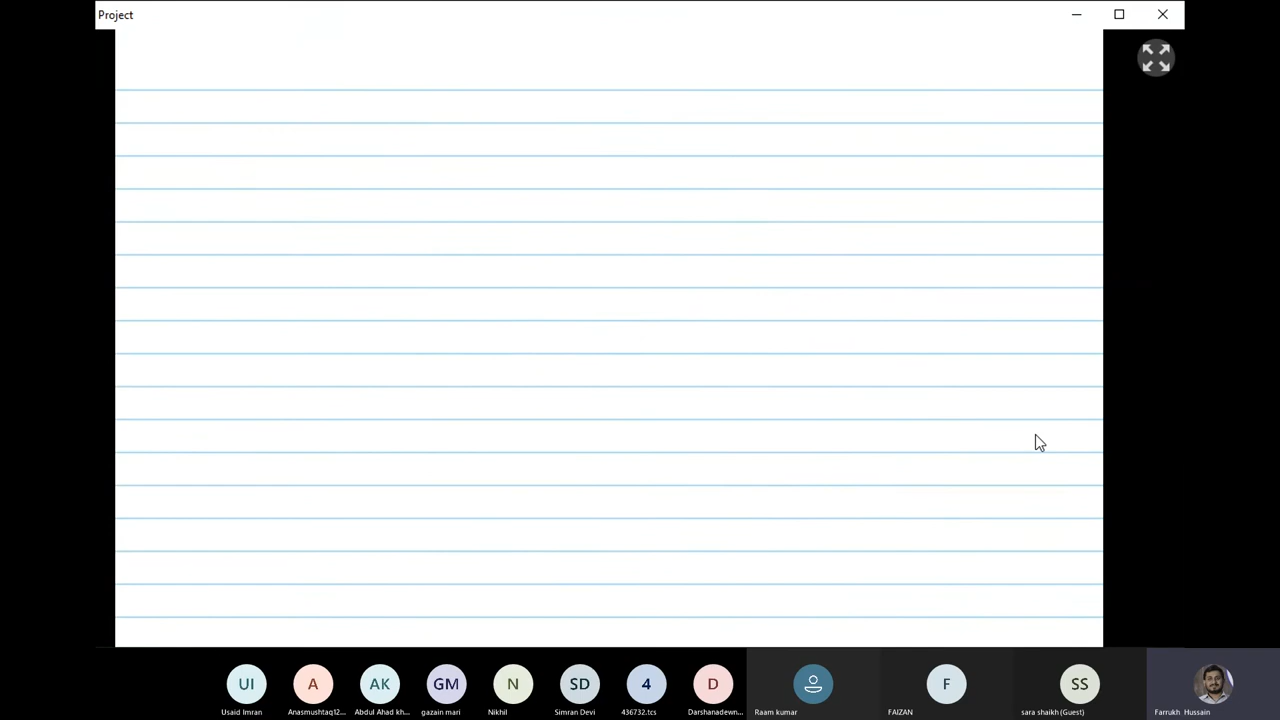 Project
UI A AK GM N SD 4 D F SS
Usaid Imran Anasmushtaq12... Abdul Ahad kh... gazain mari Nikhil Simran Devi 436732.tcs Darshanadewn... Raam kumar FAIZAN sara shaikh (Guest) Farrukh Hussain